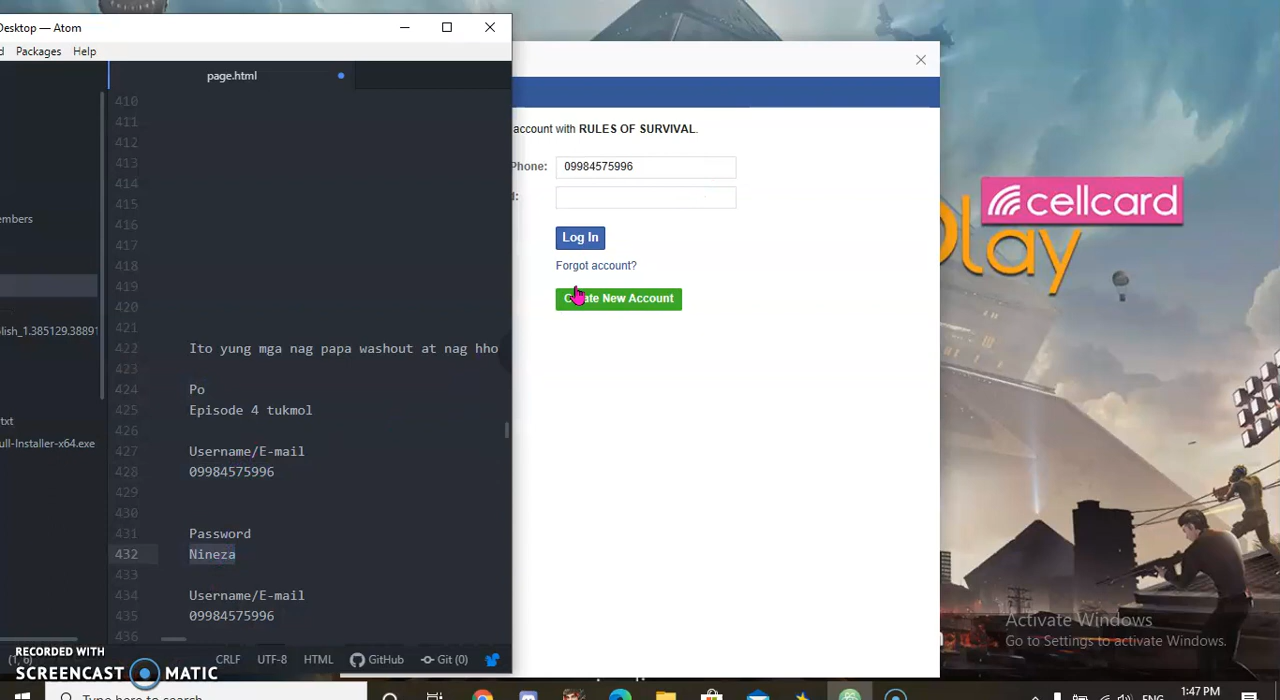 Desktop — Atom
Packages Help
page.html
410
411
412
413
414
415
416
417
418
419
420
421
422 Ito yung mga nag papa washout at nag hho
423
424 Po
425 Episode 4 tukmol
426
427 Username/E-mail
428 09984575996
429
430
431 Password
432 Nineza
433
434 Username/E-mail
435 09984575996
436
embers
lish_1.385129.38891
txt
ull-Installer-x64.exe
CRLF UTF-8 HTML GitHub Git (0)
RECORDED WITH
SCREENCAST MATIC
account with RULES OF SURVIVAL.
Phone: 09984575996
d:
Log In
Forgot account?
Create New Account
cellcard
Play
Activate Windows
Go to Settings to activate Windows.
Type here to search
ENG
1:47 PM